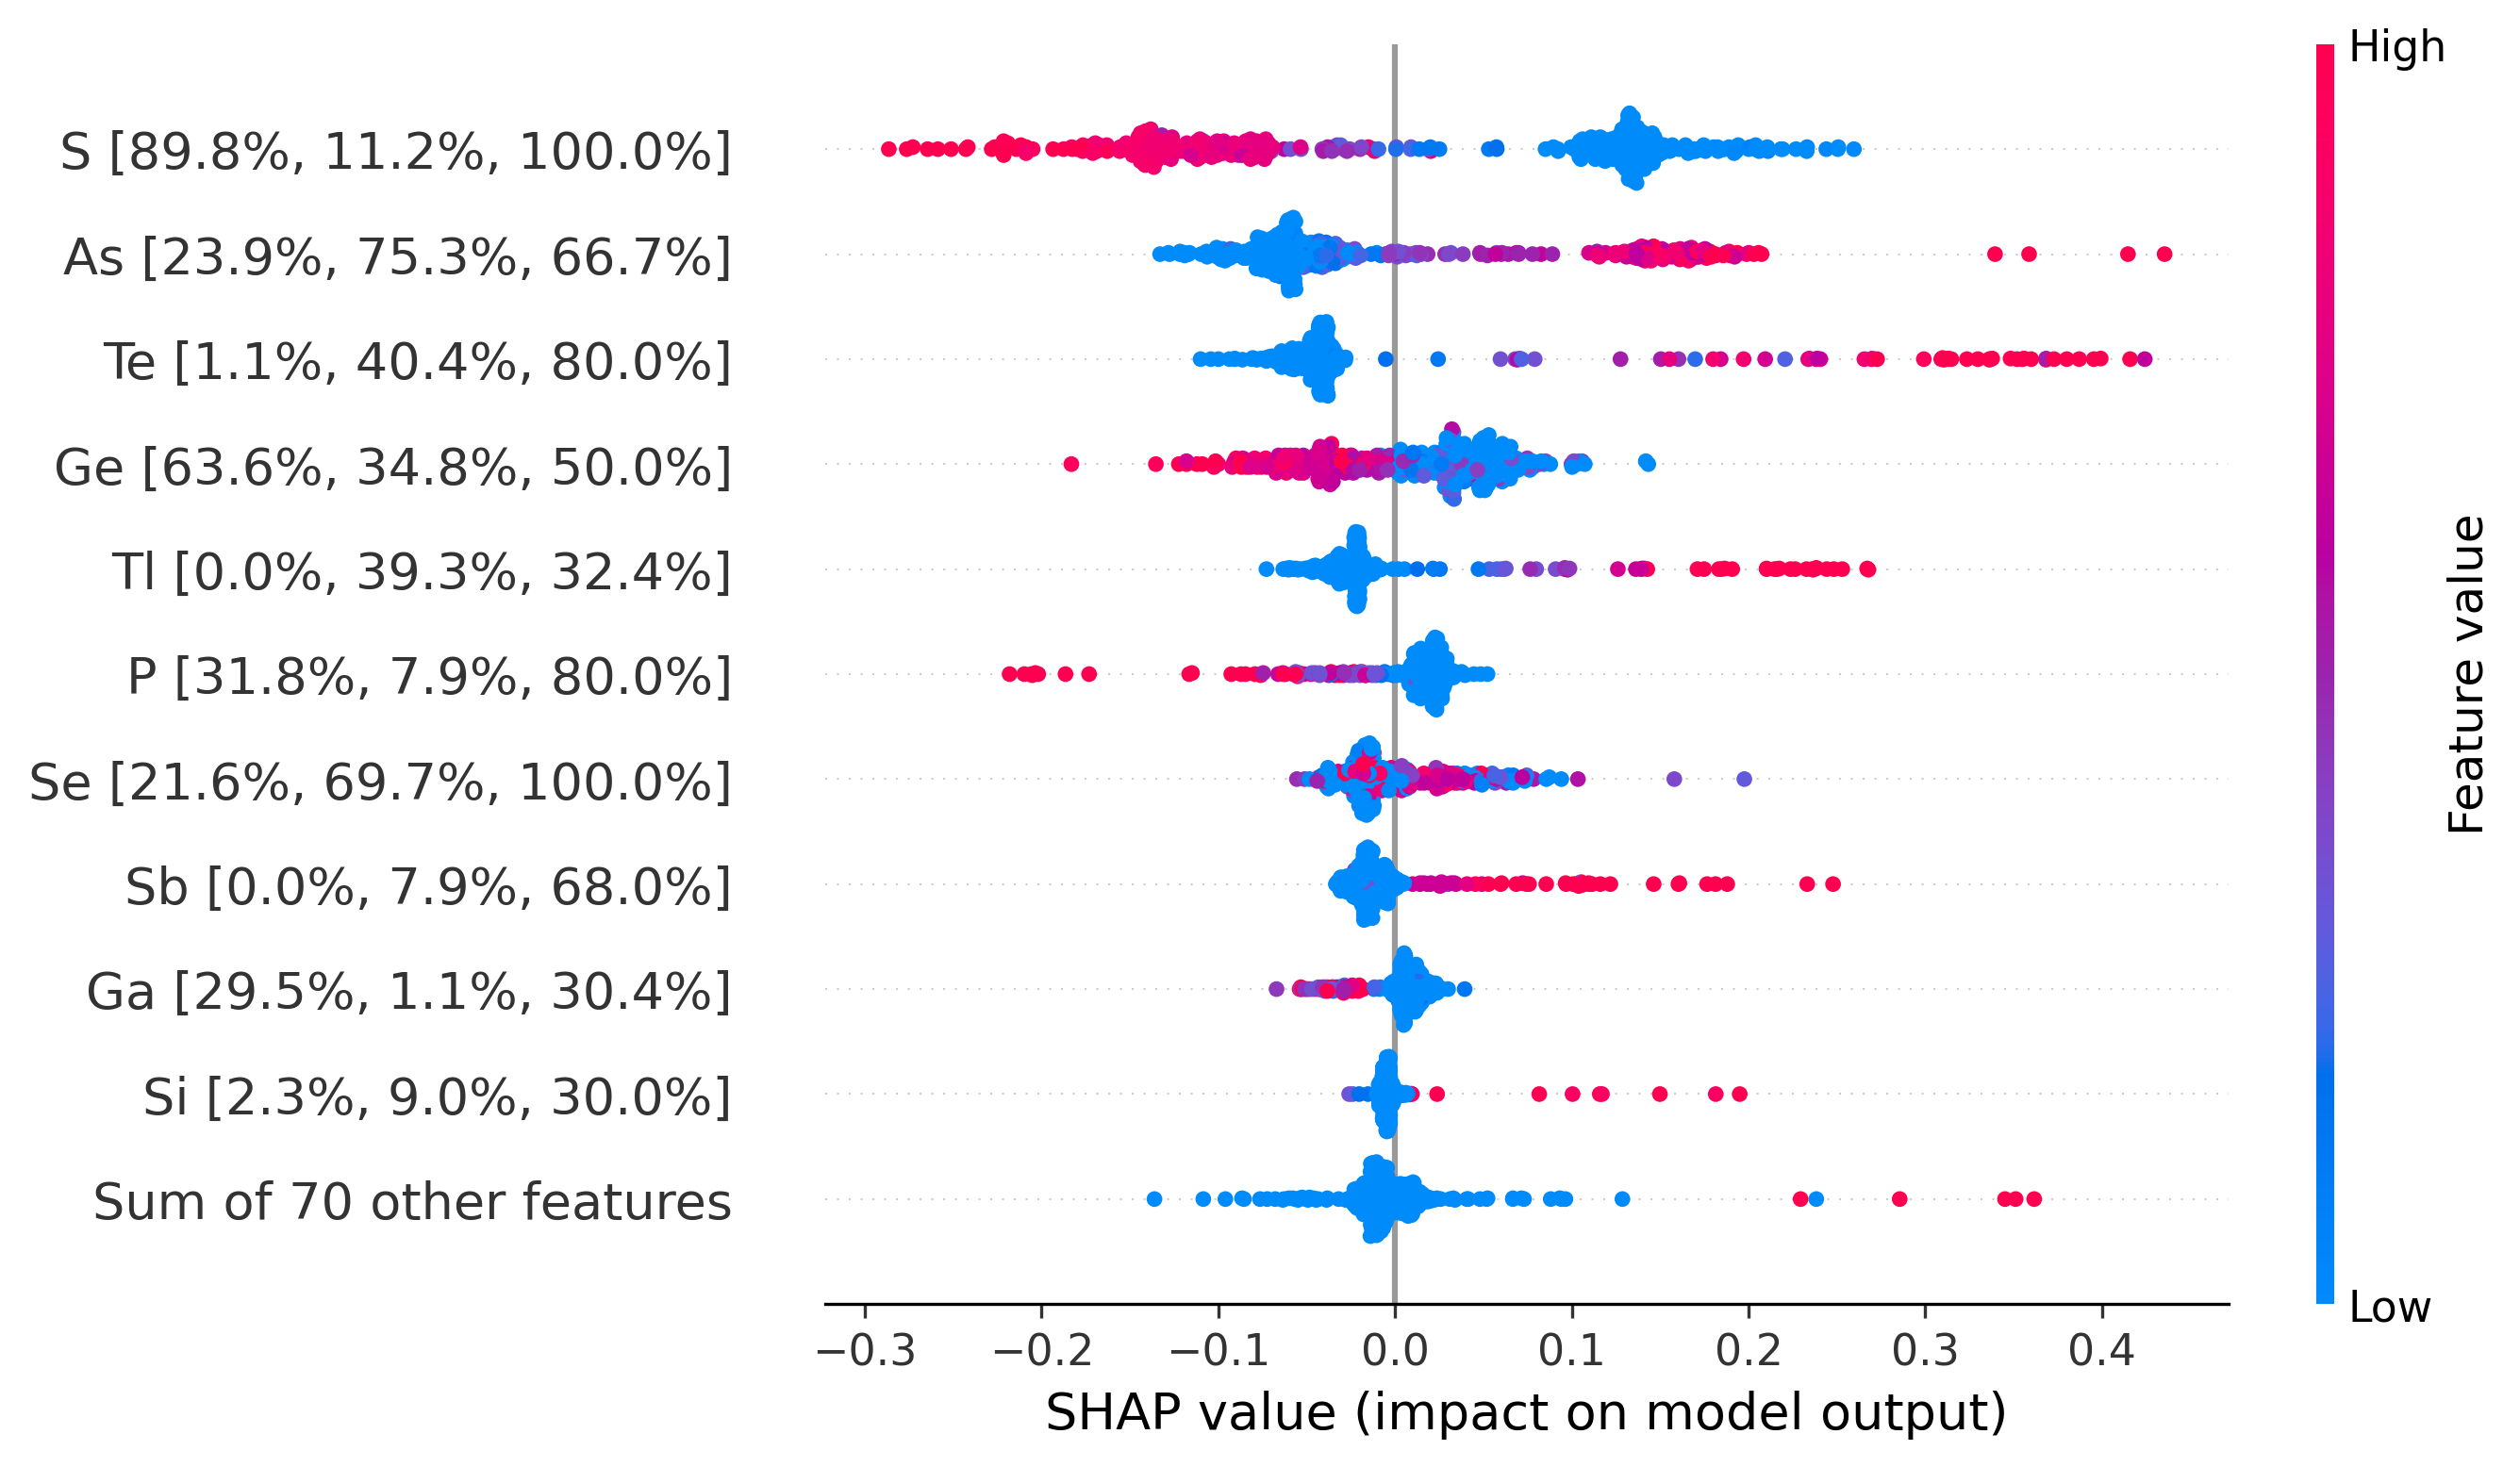 High
S [89.8%, 11.2%, 100.0%]
As [23.9%, 75.3%, 66.7%]
Te [1.1%, 40.4%, 80.0%]
Ge [63.6%, 34.8%, 50.0%]
Tl [0.0%, 39.3%, 32.4%]
P [31.8%, 7.9%, 80.0%]
Se [21.6%, 69.7%, 100.0%]
Sb [0.0%, 7.9%, 68.0%]
Ga [29.5%, 1.1%, 30.4%]
Si [2.3%, 9.0%, 30.0%]
Sum of 70 other features
Feature value
Low
−0.3 −0.2 −0.1 0.0 0.1 0.2 0.3 0.4
SHAP value (impact on model output)